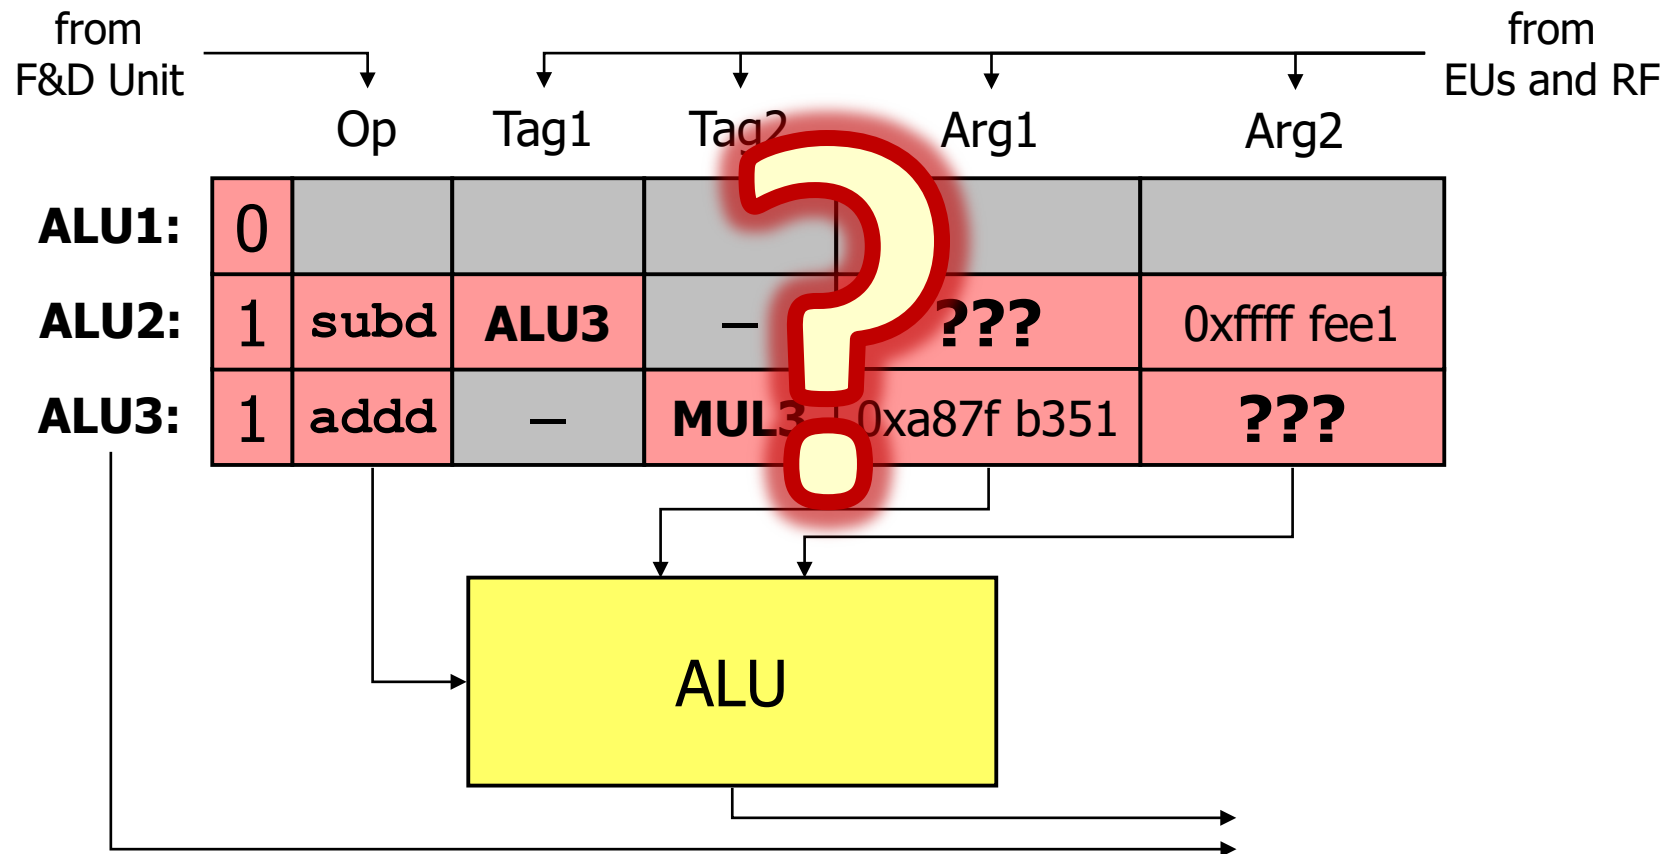 from
F&D Unit
from
EUs and RF
Op Tag1 Tag2 Arg1 Arg2
ALU1: 0
ALU2: 1 subd ALU3 – ??? 0xffff fee1
ALU3: 1 addd – MUL3 0xa87f b351 ???
?
ALU